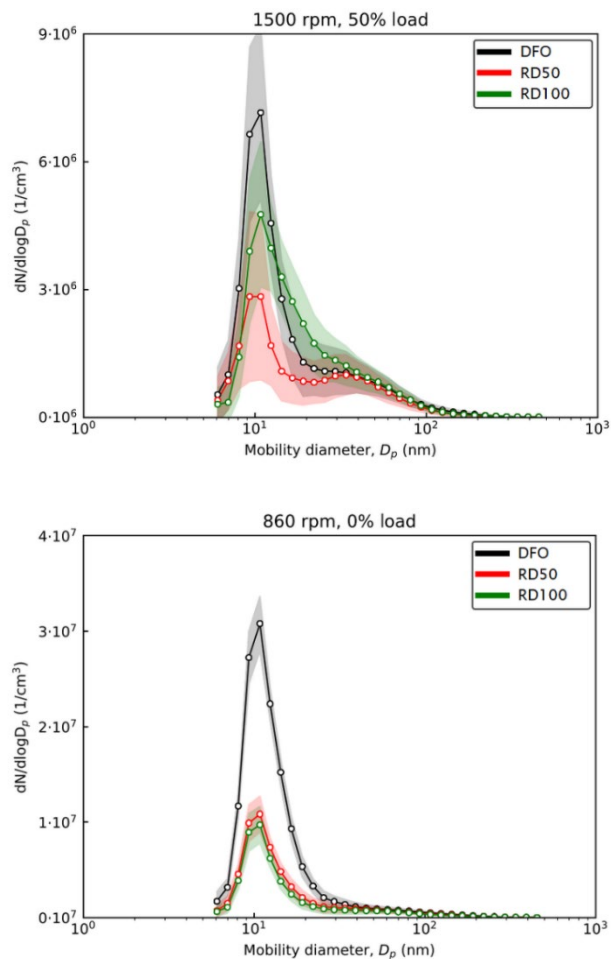 1500 rpm, 50% load
9·10⁶
6·10⁶
3·10⁶
0·10⁶
dN/dlogDₚ (1/cm³)
DFO
RD50
RD100
10⁰
10¹
10²
10³
Mobility diameter, Dₚ (nm)
860 rpm, 0% load
4·10⁷
3·10⁷
2·10⁷
1·10⁷
0·10⁷
dN/dlogDₚ (1/cm³)
DFO
RD50
RD100
10⁰
10¹
10²
10³
Mobility diameter, Dₚ (nm)